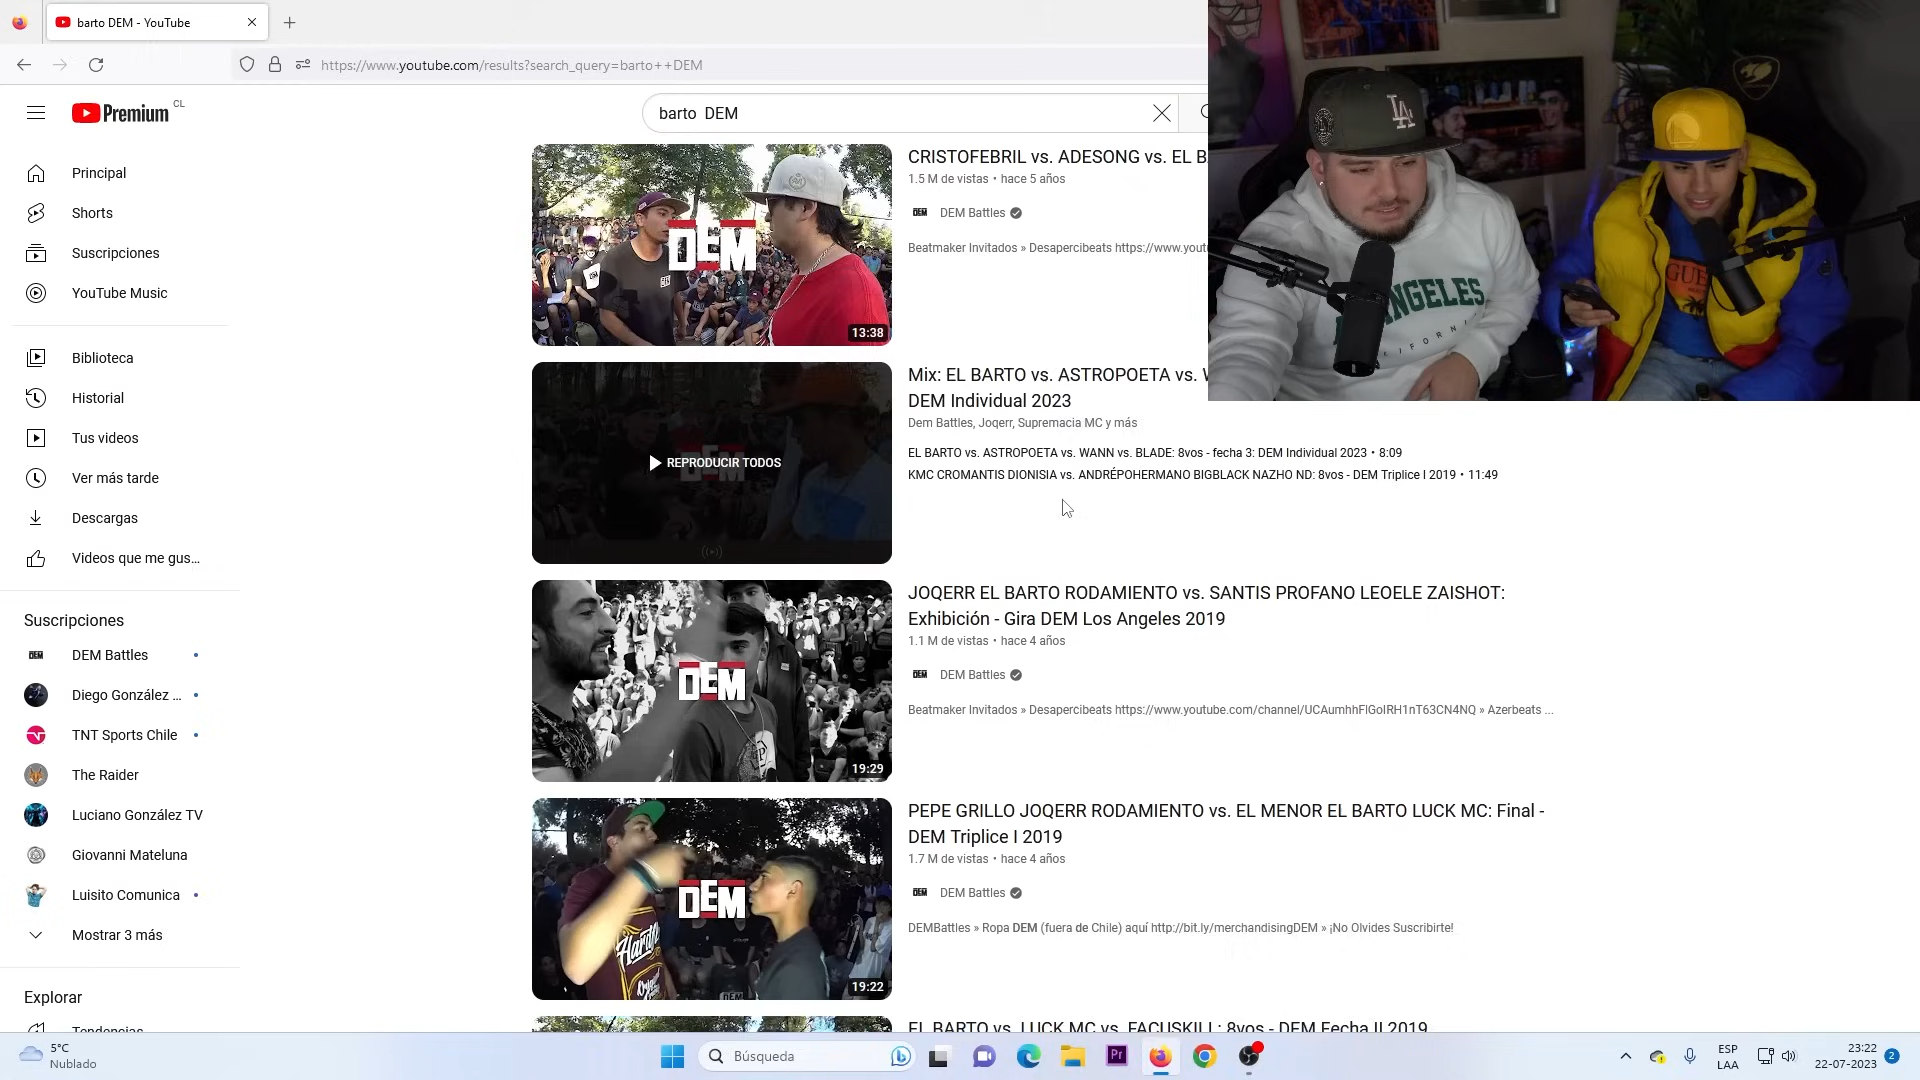 barto DEM - YouTube
https://www.youtube.com/results?search_query=barto++DEM
Premium CL
barto  DEM
Principal
Shorts
Suscripciones
YouTube Music
Biblioteca
Historial
Tus videos
Ver más tarde
Descargas
Videos que me gus...
Suscripciones
DEM Battles
Diego González ...
TNT Sports Chile
The Raider
Luciano González TV
Giovanni Mateluna
Luisito Comunica
Mostrar 3 más
Explorar
Tendencias
DEM
13:38
CRISTOFEBRIL vs. ADESONG vs. EL B
1.5 M de vistas • hace 5 años
DEM Battles
Beatmaker Invitados » Desapercibeats https://www.yout
REPRODUCIR TODOS
Mix: EL BARTO vs. ASTROPOETA vs. W
DEM Individual 2023
Dem Battles, Joqerr, Supremacia MC y más
EL BARTO vs. ASTROPOETA vs. WANN vs. BLADE: 8vos - fecha 3: DEM Individual 2023 • 8:09
KMC CROMANTIS DIONISIA vs. ANDRÉPOHERMANO BIGBLACK NAZHO ND: 8vos - DEM Triplice I 2019 • 11:49
DEM
19:29
JOQERR EL BARTO RODAMIENTO vs. SANTIS PROFANO LEOELE ZAISHOT:
Exhibición - Gira DEM Los Angeles 2019
1.1 M de vistas • hace 4 años
DEM Battles
Beatmaker Invitados » Desapercibeats https://www.youtube.com/channel/UCAumhhFlGoIRH1nT63CN4NQ » Azerbeats ...
DEM
19:22
PEPE GRILLO JOQERR RODAMIENTO vs. EL MENOR EL BARTO LUCK MC: Final -
DEM Triplice I 2019
1.7 M de vistas • hace 4 años
DEM Battles
DEMBattles » Ropa DEM (fuera de Chile) aquí http://bit.ly/merchandisingDEM » ¡No Olvides Suscribirte!
EL BARTO vs. LUCK MC vs. FACUSKILL: 8vos - DEM Fecha II 2019
LA
ANGELES
GUESS
5°C
Nublado
Búsqueda
Pr
ESP
LAA
23:22
22-07-2023
2